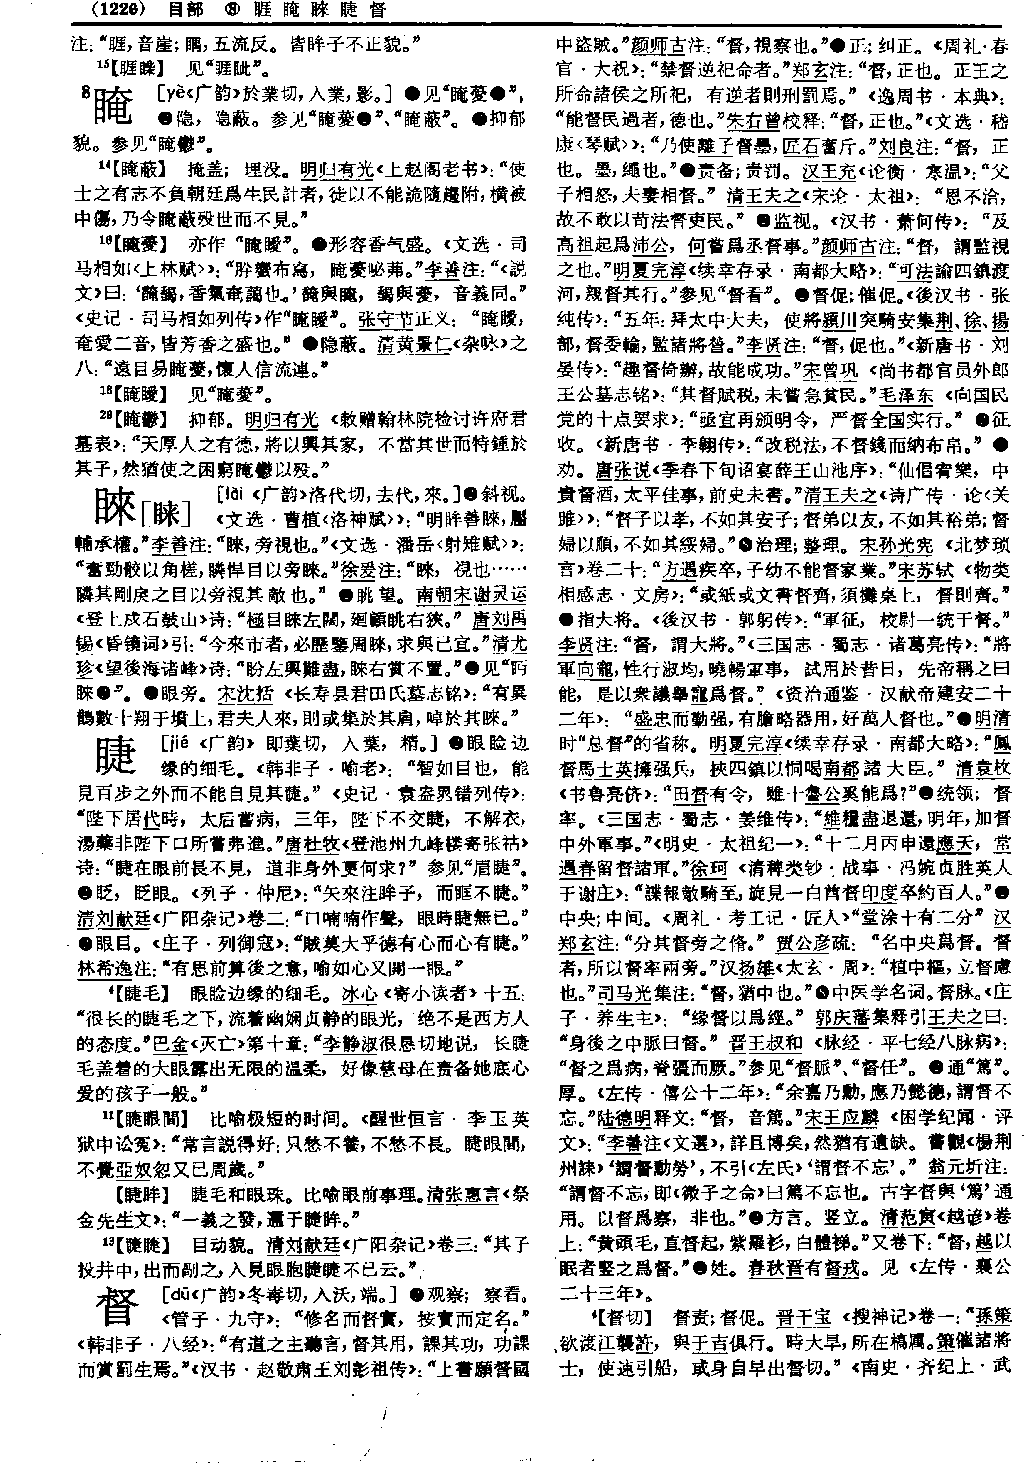 (1226) 目部 ⑧ 睚 腌 睞 睫 督
注：“睚，音崖；睭，五流反。皆眸子不正貌。”
15【睚瞸】 见“睚眦”。
8 腌 ［yè《广韵》於業切，入業，影。］ ●见“腌薆●”，
●隐，隐蔽。参见“腌薆●”、“腌蔽”。●抑郁
貌。参见“腌鬱”。
14【腌蔽】 掩盖；埋没。明归有光《上赵阁老书》：“使
士之有志不負朝廷爲生民計者，徒以不能詭隨趨附，横被
中傷，乃令腌蔽殁世而不見。”
16【腌薆】 亦作“腌曖”。●形容香气盛。《文选·司
马相如〈上林赋〉》：“肸蠁布寫，腌薆咇茀。”李善注：“《説
文》曰：‘馣馤，香氣奄藹也。’馣與腌，馤與薆，音義同。”
《史记·司马相如列传》作“腌曖”。张守节正义：“腌曖，
奄愛二音，皆芳香之盛也。”●隐蔽。清黄景仁《杂咏》之
八：“遠目易腌薆，懷人信流連。”
18【腌曖】 见“腌薆”。
29【腌鬱】 抑郁。明归有光《敕赠翰林院检讨许府君
墓表》：“天厚人之有德，將以興其家，不當其世而特鍾於
其子，然猶使之困窮腌鬱以殁。”
睞［睐］ ［lài《广韵》洛代切，去代，來。］●斜视。
《文选·曹植〈洛神赋〉》：“明眸善睞，靨
輔承權。”李善注：“睞，旁視也。”《文选·潘岳〈射雉赋〉》：
“奮勁骹以角槎，瞵悍目以旁睞。”徐爰注：“睞，視也……
瞵其剛戾之目以旁視其敵也。”●眺望。南朝宋谢灵运
《登上戍石鼓山》诗：“極目睞左闊，廻顧眺右狹。”唐刘禹
锡《昏镜词》引：“今來市者，必歷鑒周睞，求與己宜。”清尤
珍《望後海诸峰》诗：“盼左興難盡，睞右賞不置。”●见“眄
睞●”。●眼旁。宋沈括《长寿县君田氏墓志铭》：“有異
鶴數十翔于墳上，君夫人來，則或集於其肩，啅於其睞。”
睫 ［jié《广韵》即葉切，入葉，精。］●眼睑边
缘的细毛。《韩非子·喻老》：“智如目也，能
見百步之外而不能自見其睫。”《史记·袁盎晁错列传》：
“陛下居代時，太后嘗病，三年，陛下不交睫，不解衣，
湯藥非陛下口所嘗弗進。”唐杜牧《登池州九峰楼寄张祜》
诗：“睫在眼前長不見，道非身外更何求？”参见“眉睫”。
●眨，眨眼。《列子·仲尼》：“矢來注眸子，而眶不睫。”
清刘献廷《广阳杂记》卷二：“口喃喃作聲，眼時睫無已。”
●眼目。《庄子·列御寇》：“賊莫大乎德有心而心有睫。”
林希逸注：“有思前算後之意，喻如心又開一眼。”
4【睫毛】 眼睑边缘的细毛。冰心《寄小读者》十五：
“很长的睫毛之下，流着幽娴贞静的眼光，绝不是西方人
的态度。”巴金《灭亡》第十章：“李静淑很恳切地说，长睫
毛盖着的大眼露出无限的温柔，好像慈母在责备她底心
爱的孩子一般。”
11【睫眼間】 比喻极短的时间。《醒世恒言·李玉英
狱中讼冤》：“常言説得好：只愁不養，不愁不長。睫眼間，
不覺亞奴忽又已周歲。”
【睫眸】 睫毛和眼珠。比喻眼前事理。清张惠言《祭
金先生文》：“一義之發，邇于睫眸。”
13【睫睫】 目动貌。清刘献廷《广阳杂记》卷三：“其子
投井中，出而副之，入見眼胞睫睫不已云。”
督 ［dū《广韵》冬毒切，入沃，端。］●观察；察看。
《管子·九守》：“修名而督實，按實而定名。”
《韩非子·八经》：“有道之主聽言，督其用，課其功，功課
而賞罰生焉。”《汉书·赵敬肃王刘彭祖传》：“上書願督國
中盗賊。”颜师古注：“督，視察也。”●正；纠正。《周礼·春
官·大祝》：“禁督逆祀命者。”郑玄注：“督，正也。正王之
所命諸侯之所祀，有逆者則刑罰焉。”《逸周书·本典》：
“能督民過者，德也。”朱右曾校释：“督，正也。”《文选·嵇
康〈琴赋〉》：“乃使離子督墨，匠石奮斤。”刘良注：“督，正
也。墨，繩也。”●责备；责罚。汉王充《论衡·寒温》：“父
子相怒，夫妻相督。”清王夫之《宋论·太祖》：“恩不洽，
故不敢以苛法督吏民。”●监视。《汉书·萧何传》：“及
高祖起爲沛公，何嘗爲丞督事。”颜师古注：“督，謂監視
之也。”明夏完淳《续幸存录·南都大略》：“可法諭四鎮渡
河，親督其行。”参见“督看”。●督促；催促。《後汉书·张
纯传》：“五年：拜太中大夫，使將潁川突騎安集荆、徐、揚
部，督委輸，監諸將營。”李贤注：“督，促也。”《新唐书·刘
晏传》：“趣督倚辦，故能成功。”宋曾巩《尚书都官员外郎
王公墓志铭》：“其督賦税，未嘗急貧民。”毛泽东《向国民
党的十点要求》：“亟宜再颁明令，严督全国实行。”●征
收。《新唐书·李翱传》：“改税法，不督錢而納布帛。”●
劝。唐张说《季春下旬诏宴薛王山池序》：“仙侣宥樂，中
貴督酒，太平佳事，前史未書。”清王夫之《诗广传·论〈关
雎〉》：“督子以孝，不如其安子；督弟以友，不如其裕弟；督
婦以順，不如其綏婦。”●治理；整理。宋孙光宪《北梦琐
言》卷二十：“方遇疾卒，子幼不能督家業。”宋苏轼《物类
相感志·文房》：“或紙或文書督齊，須攤桌上，督則齊。”
●指大将。《後汉书·郭躬传》：“軍征，校尉一統于督。”
李贤注：“督，謂大將。”《三国志·蜀志·诸葛亮传》：“將
軍向寵，性行淑均，曉暢軍事，試用於昔日，先帝稱之曰
能，是以衆議舉寵爲督。”《资治通鉴·汉献帝建安二十
二年》：“盛忠而勤强，有膽略器用，好萬人督也。”●明清
时“总督”的省称。明夏完淳《续幸存录·南都大略》：“鳳
督馬士英擁强兵，挾四鎮以恫喝南都諸大臣。”清袁枚
《书鲁亮侪》：“田督有令，雖十魯公奚能爲？”●统领；督
率。《三国志·蜀志·姜维传》：“維糧盡退還，明年，加督
中外軍事。”《明史·太祖纪一》：“十二月丙申還應天，常
遇春留督諸軍。”徐珂《清稗类钞·战事·冯婉贞胜英人
于谢庄》：“諜報敵騎至，旋見一白酋督印度卒約百人。”●
中央；中间。《周礼·考工记·匠人》“堂涂十有二分” 汉
郑玄注：“分其督旁之脩。”贾公彦疏：“名中央爲督。督
者，所以督率兩旁。”汉扬雄《太玄·周》：“植中樞，立督慮
也。”司马光集注：“督，猶中也。”●中医学名词。督脉。《庄
子·养生主》：“缘督以爲經。”郭庆藩集释引王夫之曰：
“身後之中脈曰督。”晋王叔和《脉经·平七经八脉病》：
“督之爲病，脊彊而厥。”参见“督脈”、“督任”。●通“篤”。
厚。《左传·僖公十二年》：“余嘉乃勳，應乃懿德，謂督不
忘。”陆德明释文：“督，音篤。”宋王应麟《困学纪闻·评
文》：“李善注《文選》，詳且博矣，然猶有遺缺。嘗觀《楊荆
州誄》‘謂督勳勞’，不引《左氏》‘謂督不忘’。”翁元圻注：
“謂督不忘，即《微子之命》曰篤不忘也。古字督與‘篤’通
用。以督爲察，非也。”●方言。竖立。清范寅《越谚》卷
上：“黄頭毛，直督起，紫羅衫，白體梯。”又卷下：“督，越以
眠者竪之爲督。”●姓。春秋晋有督戎。见《左传·襄公
二十三年》。
4【督切】 督责；督促。晋干宝《搜神记》卷一：“孫策
欲渡江襲許，與于吉俱行。時大旱，所在熇厲。策催諸將
士，使速引船，或身自早出督切。”《南史·齐纪上·武